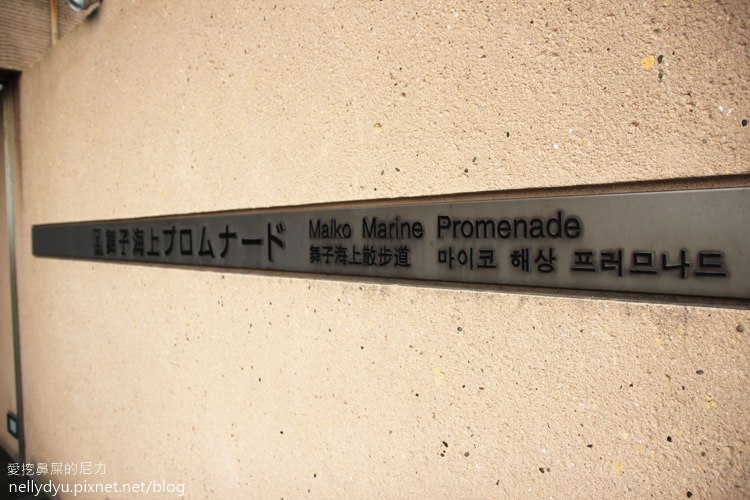 舞子海上プロムナード
Maiko Marine Promenade
舞子海上散歩道 마이코 해상 프러므나드
愛挖鼻屎的尼力
nellydyu.pixnet.net/blog